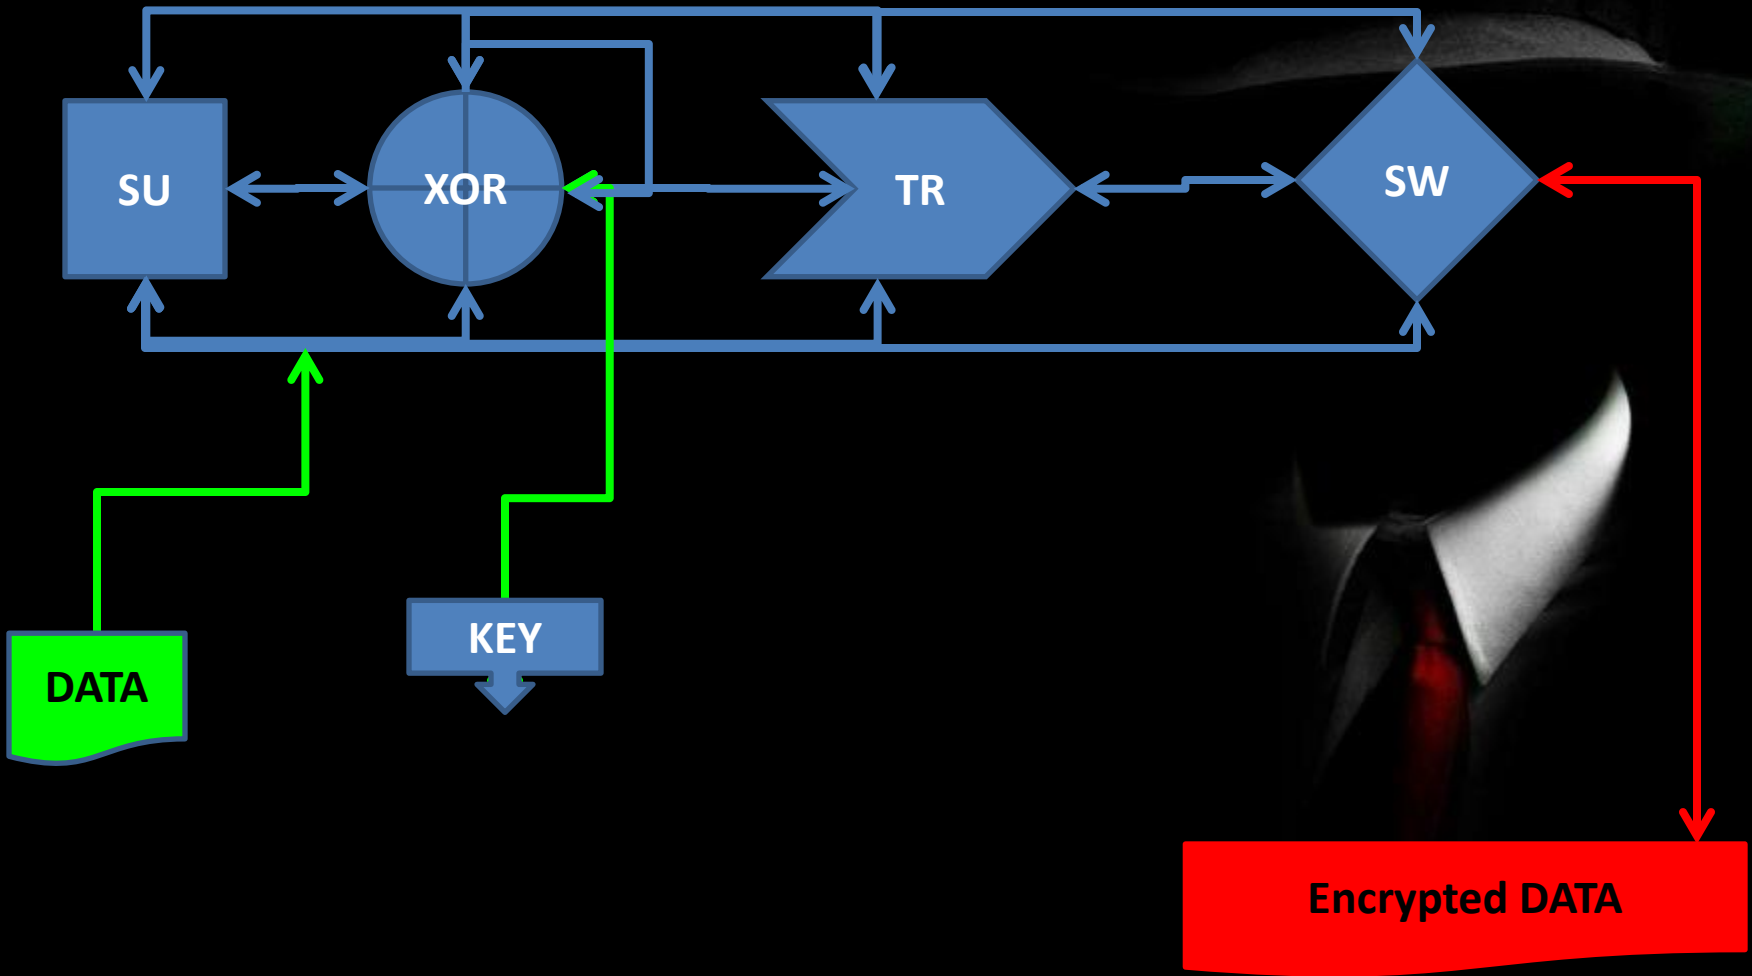 SU
XOR
TR
SW
KEY
DATA
Encrypted DATA